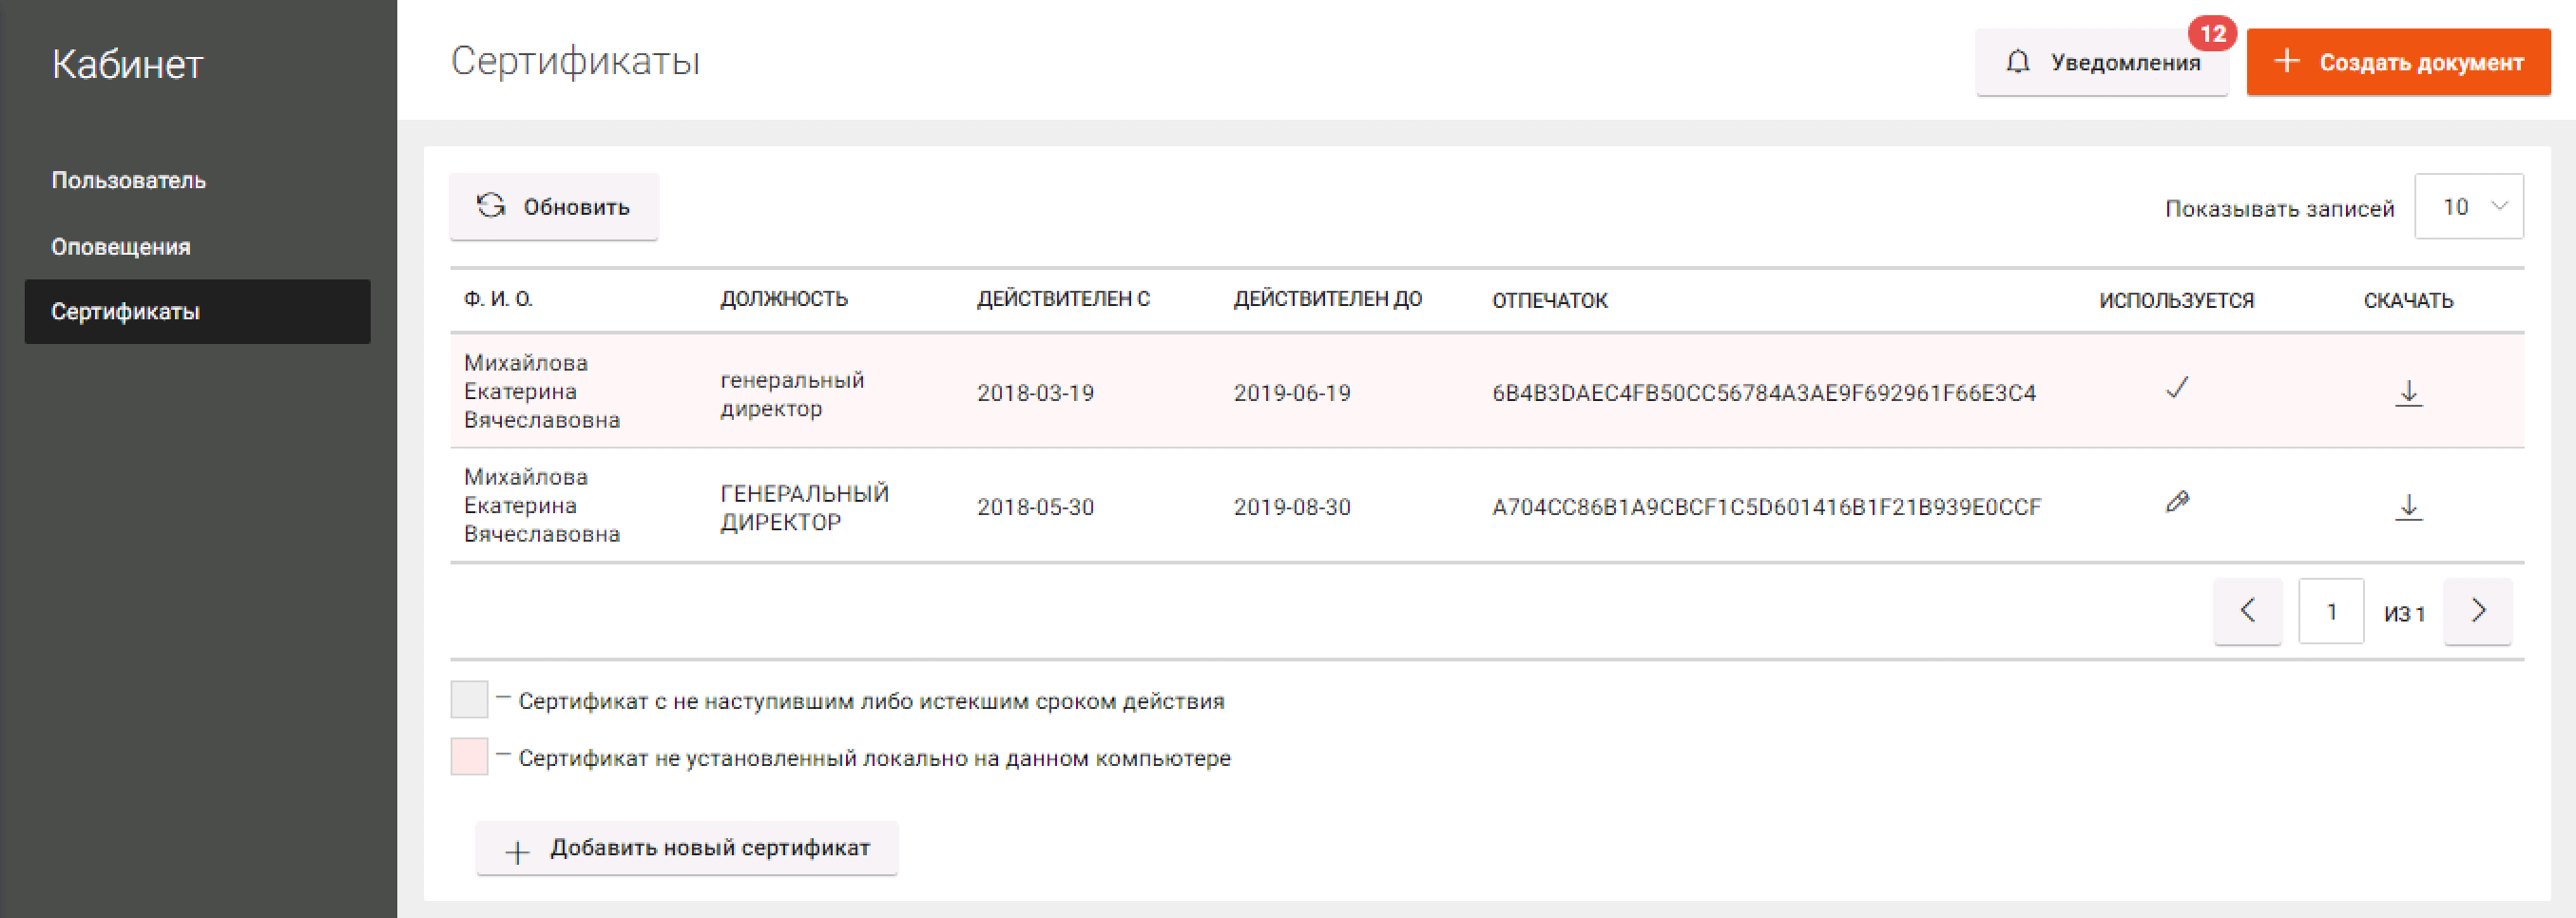 Кабинет
Пользователь
Оповещения
Сертификаты
Сертификаты
Уведомления
12
Создать документ
Обновить
Показывать записей 10
Ф. И. О. ДОЛЖНОСТЬ ДЕЙСТВИТЕЛЕН С ДЕЙСТВИТЕЛЕН ДО ОТПЕЧАТОК ИСПОЛЬЗУЕТСЯ СКАЧАТЬ
Михайлова
Екатерина
Вячеславовна
генеральный
директор
2018-03-19
2019-06-19
6B4B3DAEC4FB50CC56784A3AE9F692961F66E3C4
Михайлова
Екатерина
Вячеславовна
ГЕНЕРАЛЬНЫЙ
ДИРЕКТОР
2018-05-30
2019-08-30
A704CC86B1A9CBCF1C5D601416B1F21B939E0CCF
1 ИЗ 1
– Сертификат с не наступившим либо истекшим сроком действия
– Сертификат не установленный локально на данном компьютере
Добавить новый сертификат